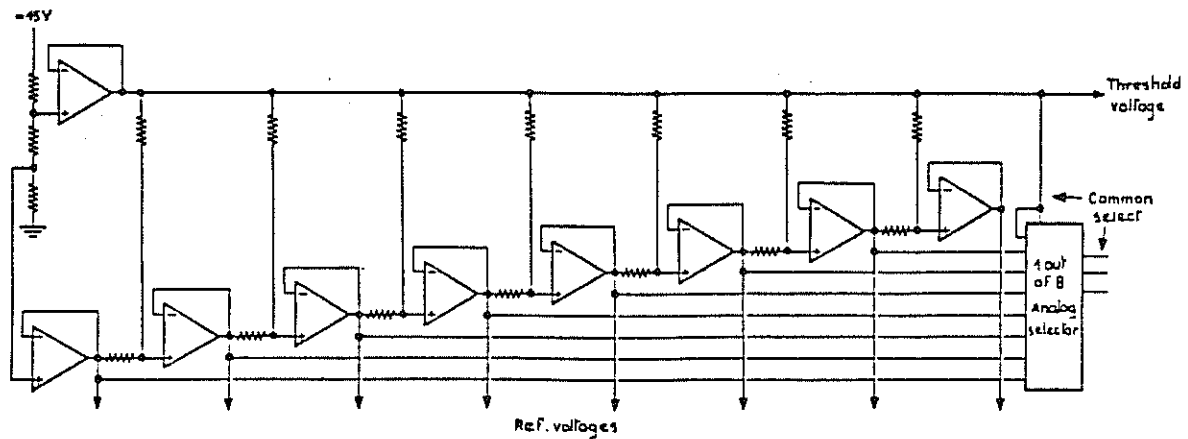 -15V
Threshold
voltage
Common
select
1 out
of 8
Analog
selector
Ref. voltages